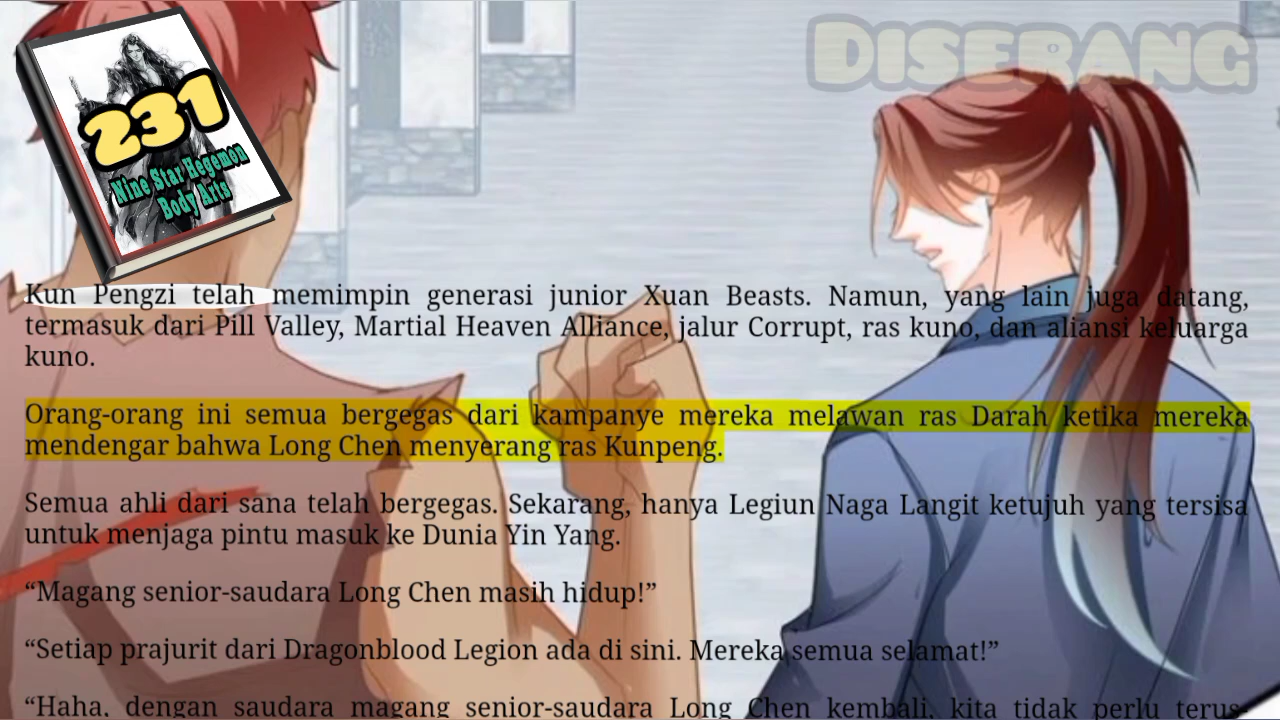 DISERANG
231
Nine Star Hegemon
Body Arts
Kun Pengzi telah memimpin generasi junior Xuan Beasts. Namun, yang lain juga datang,
termasuk dari Pill Valley, Martial Heaven Alliance, jalur Corrupt, ras kuno, dan aliansi keluarga
kuno.
Orang-orang ini semua bergegas dari kampanye mereka melawan ras Darah ketika mereka
mendengar bahwa Long Chen menyerang ras Kunpeng.
Semua ahli dari sana telah bergegas. Sekarang, hanya Legiun Naga Langit ketujuh yang tersisa
untuk menjaga pintu masuk ke Dunia Yin Yang.
“Magang senior-saudara Long Chen masih hidup!”
“Setiap prajurit dari Dragonblood Legion ada di sini. Mereka semua selamat!”
“Haha, dengan saudara magang senior-saudara Long Chen kembali, kita tidak perlu terus-